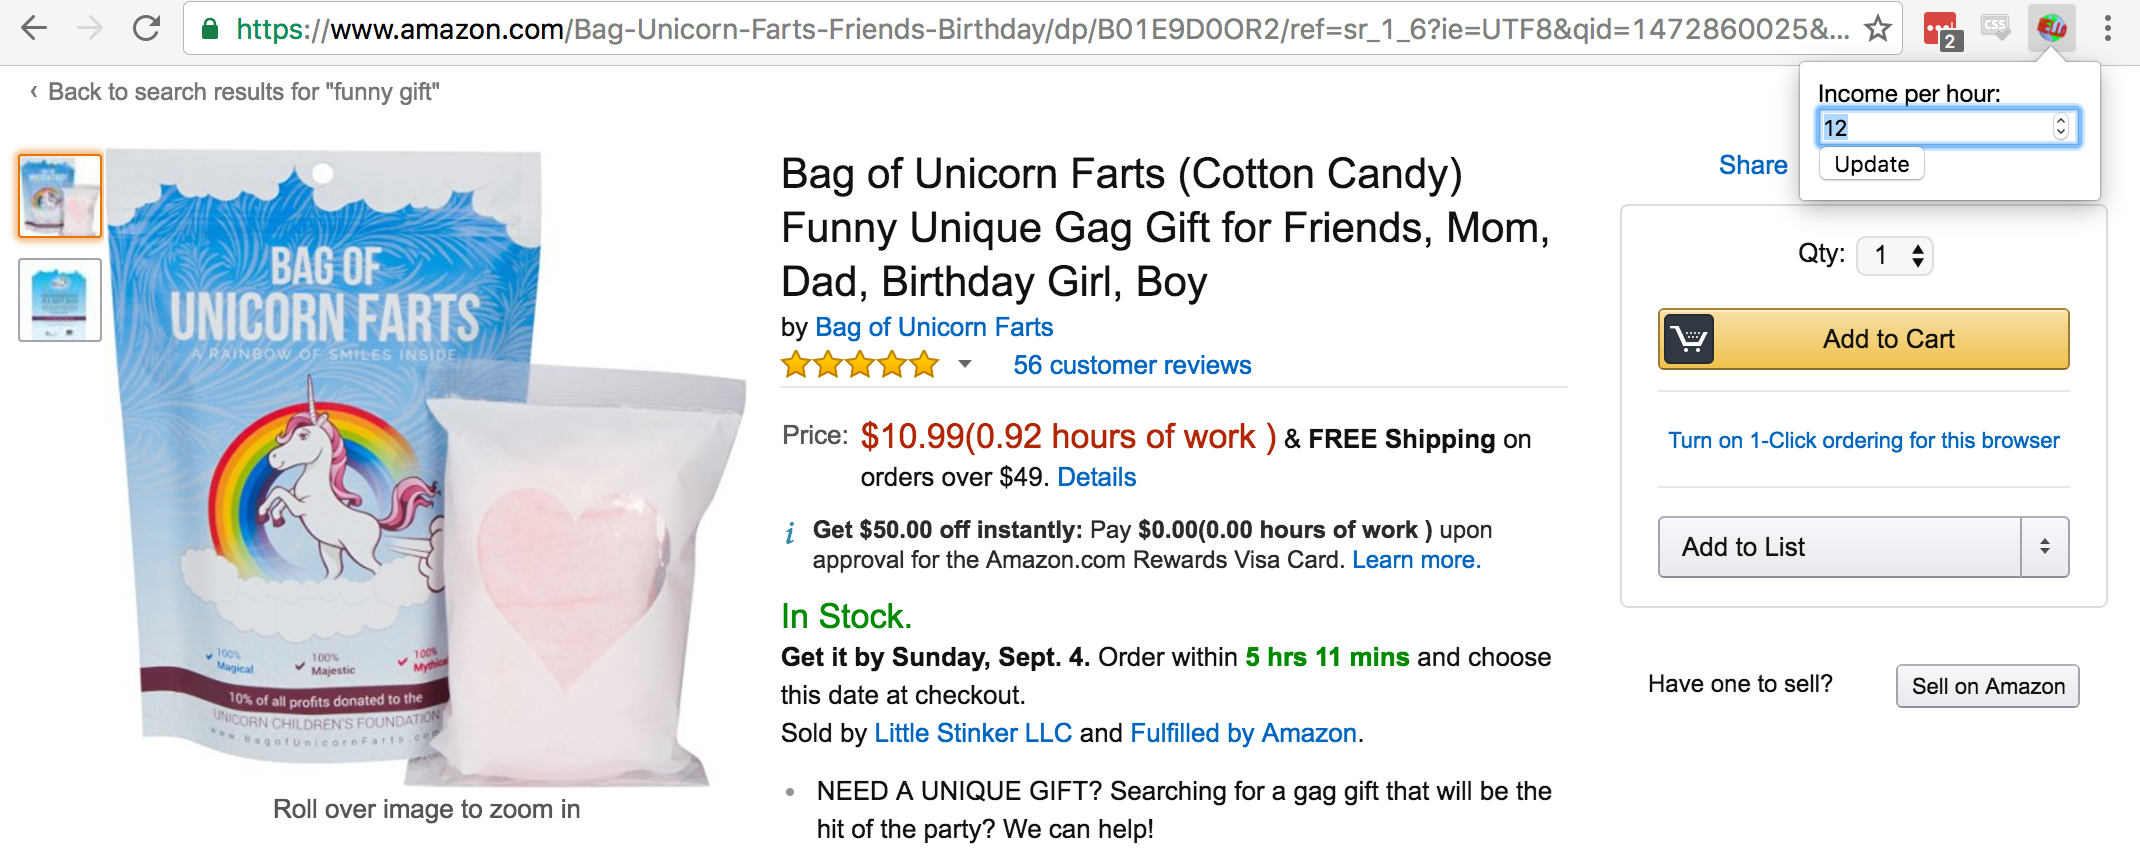 https://www.amazon.com/Bag-Unicorn-Farts-Friends-Birthday/dp/B01E9D0OR2/ref=sr_1_6?ie=UTF8&qid=1472860025&...
2
CSS
HELLO
‹ Back to search results for "funny gift"
Income per hour:
12
Update
Share
BAG OF
UNICORN FARTS
A RAINBOW OF SMILES INSIDE
100%
Magical
100%
Majestic
100%
10% of all profits donated to the
UNICORN CHILDREN'S FOUNDATION
www.BagofUnicornFarts.com
Roll over image to zoom in
Bag of Unicorn Farts (Cotton Candy)
Funny Unique Gag Gift for Friends, Mom,
Dad, Birthday Girl, Boy
by Bag of Unicorn Farts
56 customer reviews
Price: $10.99(0.92 hours of work ) & FREE Shipping on
orders over $49. Details
i Get $50.00 off instantly: Pay $0.00(0.00 hours of work ) upon
approval for the Amazon.com Rewards Visa Card. Learn more.
In Stock.
Get it by Sunday, Sept. 4. Order within 5 hrs 11 mins and choose
this date at checkout.
Sold by Little Stinker LLC and Fulfilled by Amazon.
• NEED A UNIQUE GIFT? Searching for a gag gift that will be the
hit of the party? We can help!
Qty: 1
Add to Cart
Turn on 1-Click ordering for this browser
Add to List
Have one to sell?
Sell on Amazon